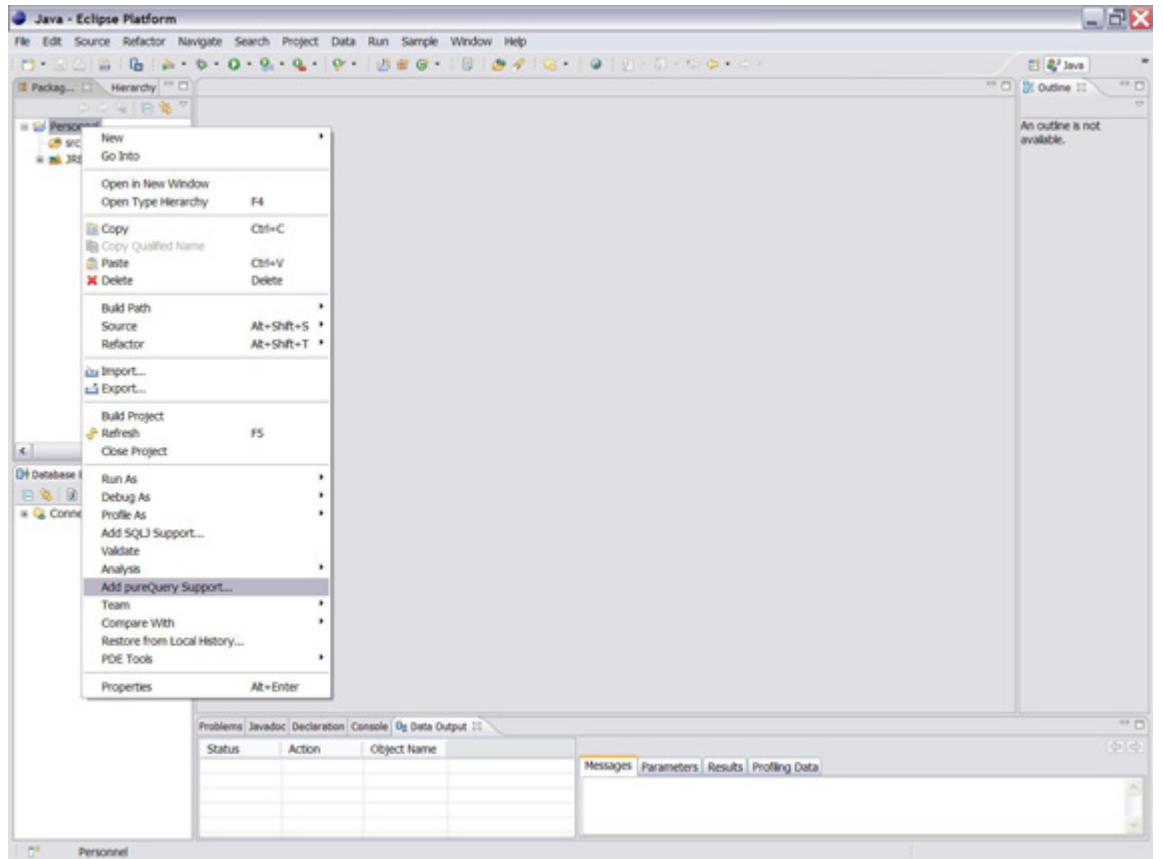 Java - Eclipse Platform
File Edit Source Refactor Navigate Search Project Data Run Sample Window Help
Java
Packag... Hierarchy
Outline
Personnel
src
An outline is not
available.
New
Go Into
Open in New Window
Open Type Hierarchy F4
Copy Ctrl+C
Copy Qualified Name
Paste Ctrl+V
Delete Delete
Build Path
Source Alt+Shift+S
Refactor Alt+Shift+T
Import...
Export...
Build Project
Refresh F5
Close Project
Database
Run As
Debug As
Profile As
Conne
Add SQLJ Support...
Validate
Analysis
Add pureQuery Support...
Team
Compare With
Restore from Local History...
PDE Tools
Properties Alt+Enter
Problems Javadoc Declaration Console Data Output
Status Action Object Name
Messages Parameters Results Profiling Data
Personnel